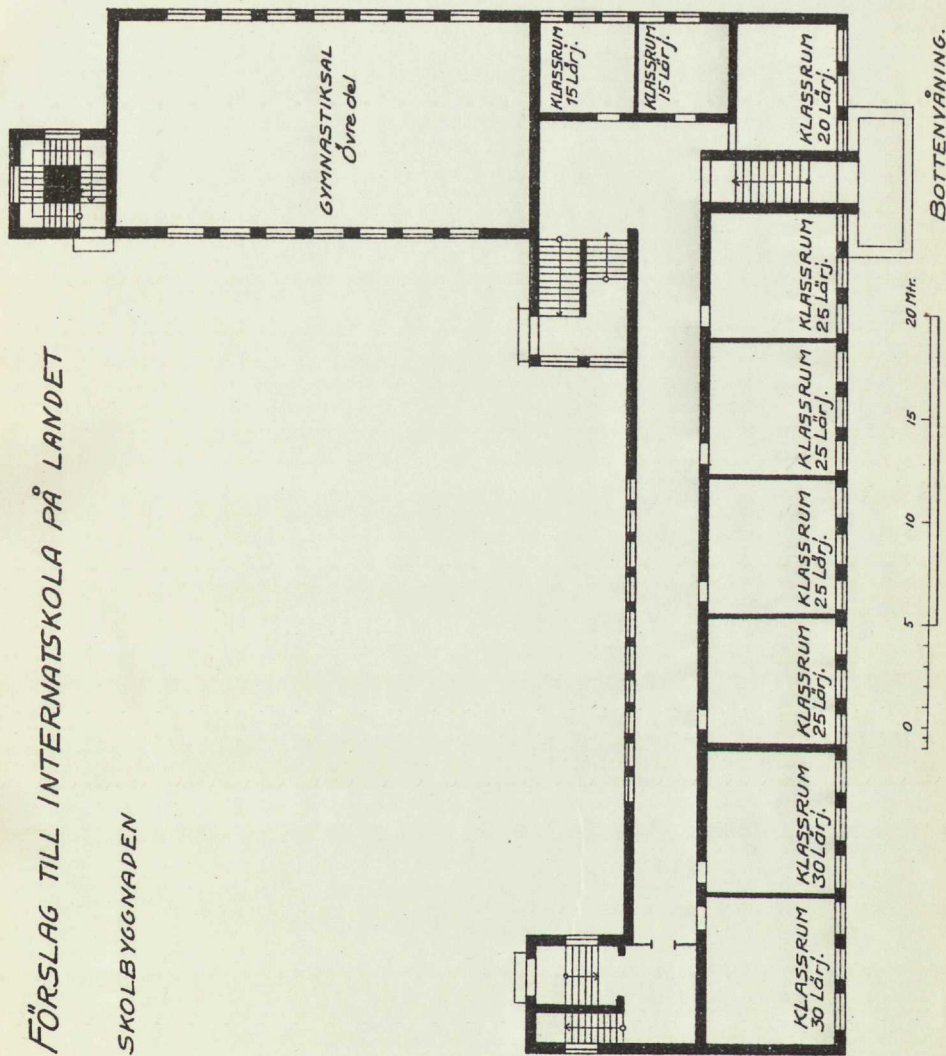 FÖRSLAG TILL INTERNATSKOLA PÅ LANDET
SKOLBYGGNADEN
GYMNASTIKSAL
Övre del
KLASSRUM
15 Lärj.
KLASSRUM
15 Lärj.
KLASSRUM
30 Lärj.
KLASSRUM
30 Lärj.
KLASSRUM
25 Lärj.
KLASSRUM
25 Lärj.
KLASSRUM
25 Lärj.
KLASSRUM
25 Lärj.
KLASSRUM
20 Lärj.
0 5 10 15 20 Mtr.
BOTTENVÅNING.